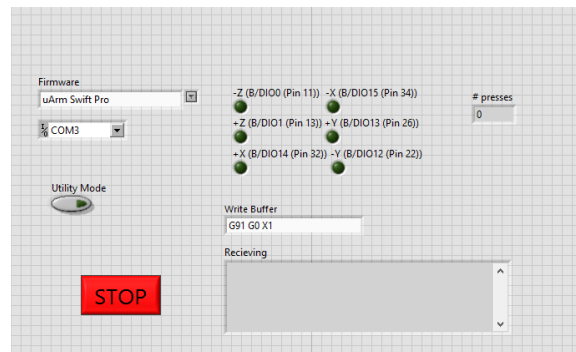 Firmware
uArm Swift Pro
I/0 COM3
Utility Mode
STOP
-Z (B/DIO0 (Pin 11)) -X (B/DIO15 (Pin 34))
+Z (B/DIO1 (Pin 13)) +Y (B/DIO13 (Pin 26))
+X (B/DIO14 (Pin 32)) -Y (B/DIO12 (Pin 22))
# presses
0
Write Buffer
G91 G0 X1
Recieving